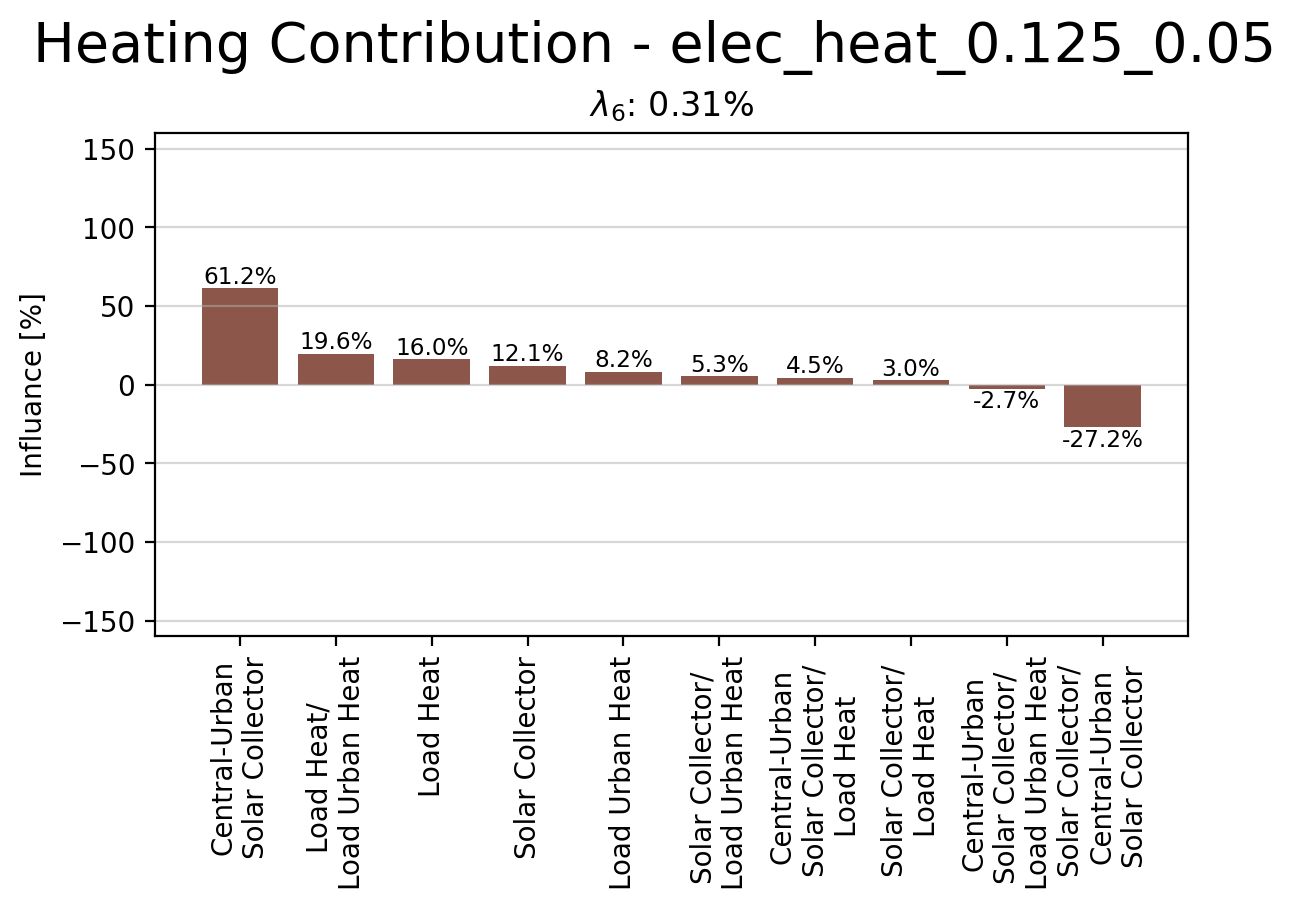 Heating Contribution - elec_heat_0.125_0.05
λ6: 0.31%
Influance [%]
150
100
50
0
−50
−100
−150
61.2%
19.6%
16.0%
12.1%
8.2%
5.3%
4.5%
3.0%
-2.7%
-27.2%
Central-Urban
Solar Collector
Load Heat/
Load Urban Heat
Load Heat
Solar Collector
Load Urban Heat
Solar Collector/
Load Urban Heat
Central-Urban
Solar Collector/
Load Heat
Solar Collector/
Load Heat
Central-Urban
Solar Collector/
Load Urban Heat
Solar Collector/
Central-Urban
Solar Collector